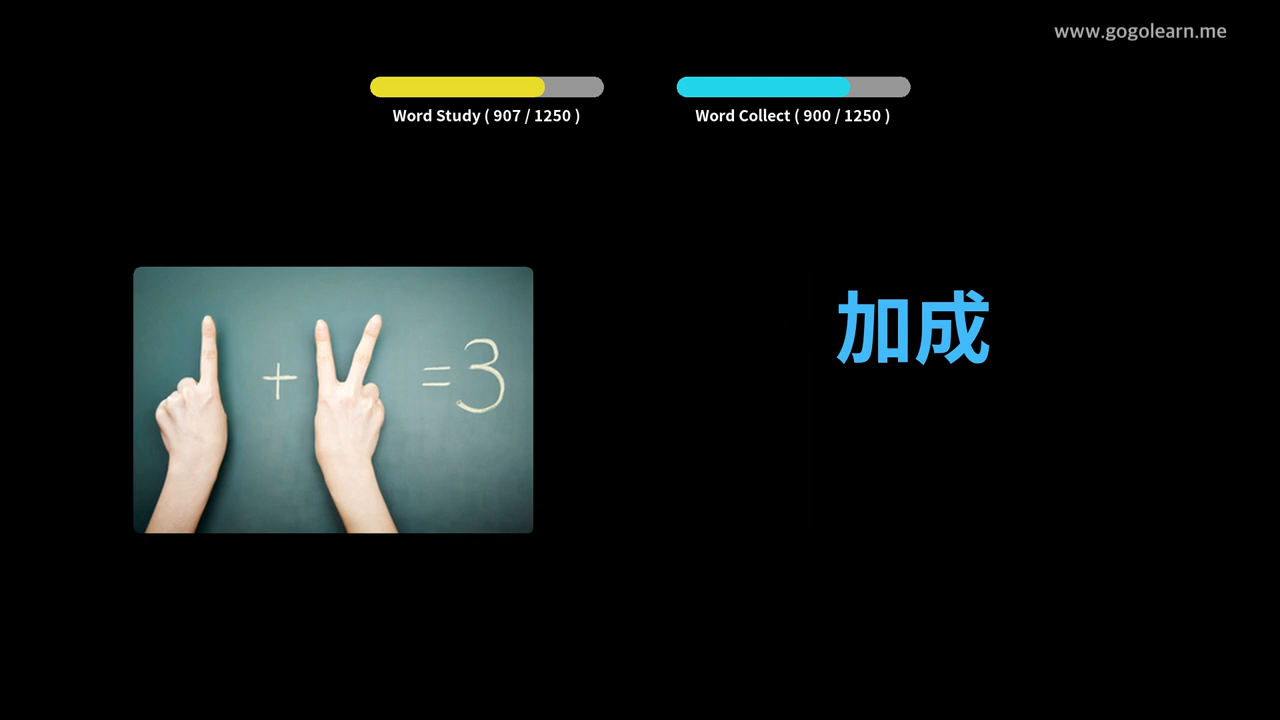 www.gogolearn.me
Word Study ( 907 / 1250 )
Word Collect ( 900 / 1250 )
加成
+ =3